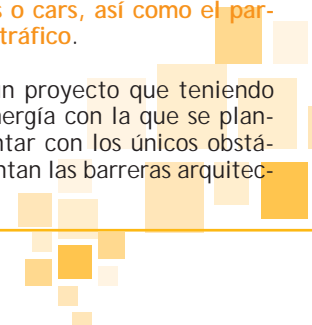 s o cars, así como el par-
tráfico.
n proyecto que teniendo
nergía con la que se plan-
ntar con los únicos obstá-
ntan las barreras arquitec-